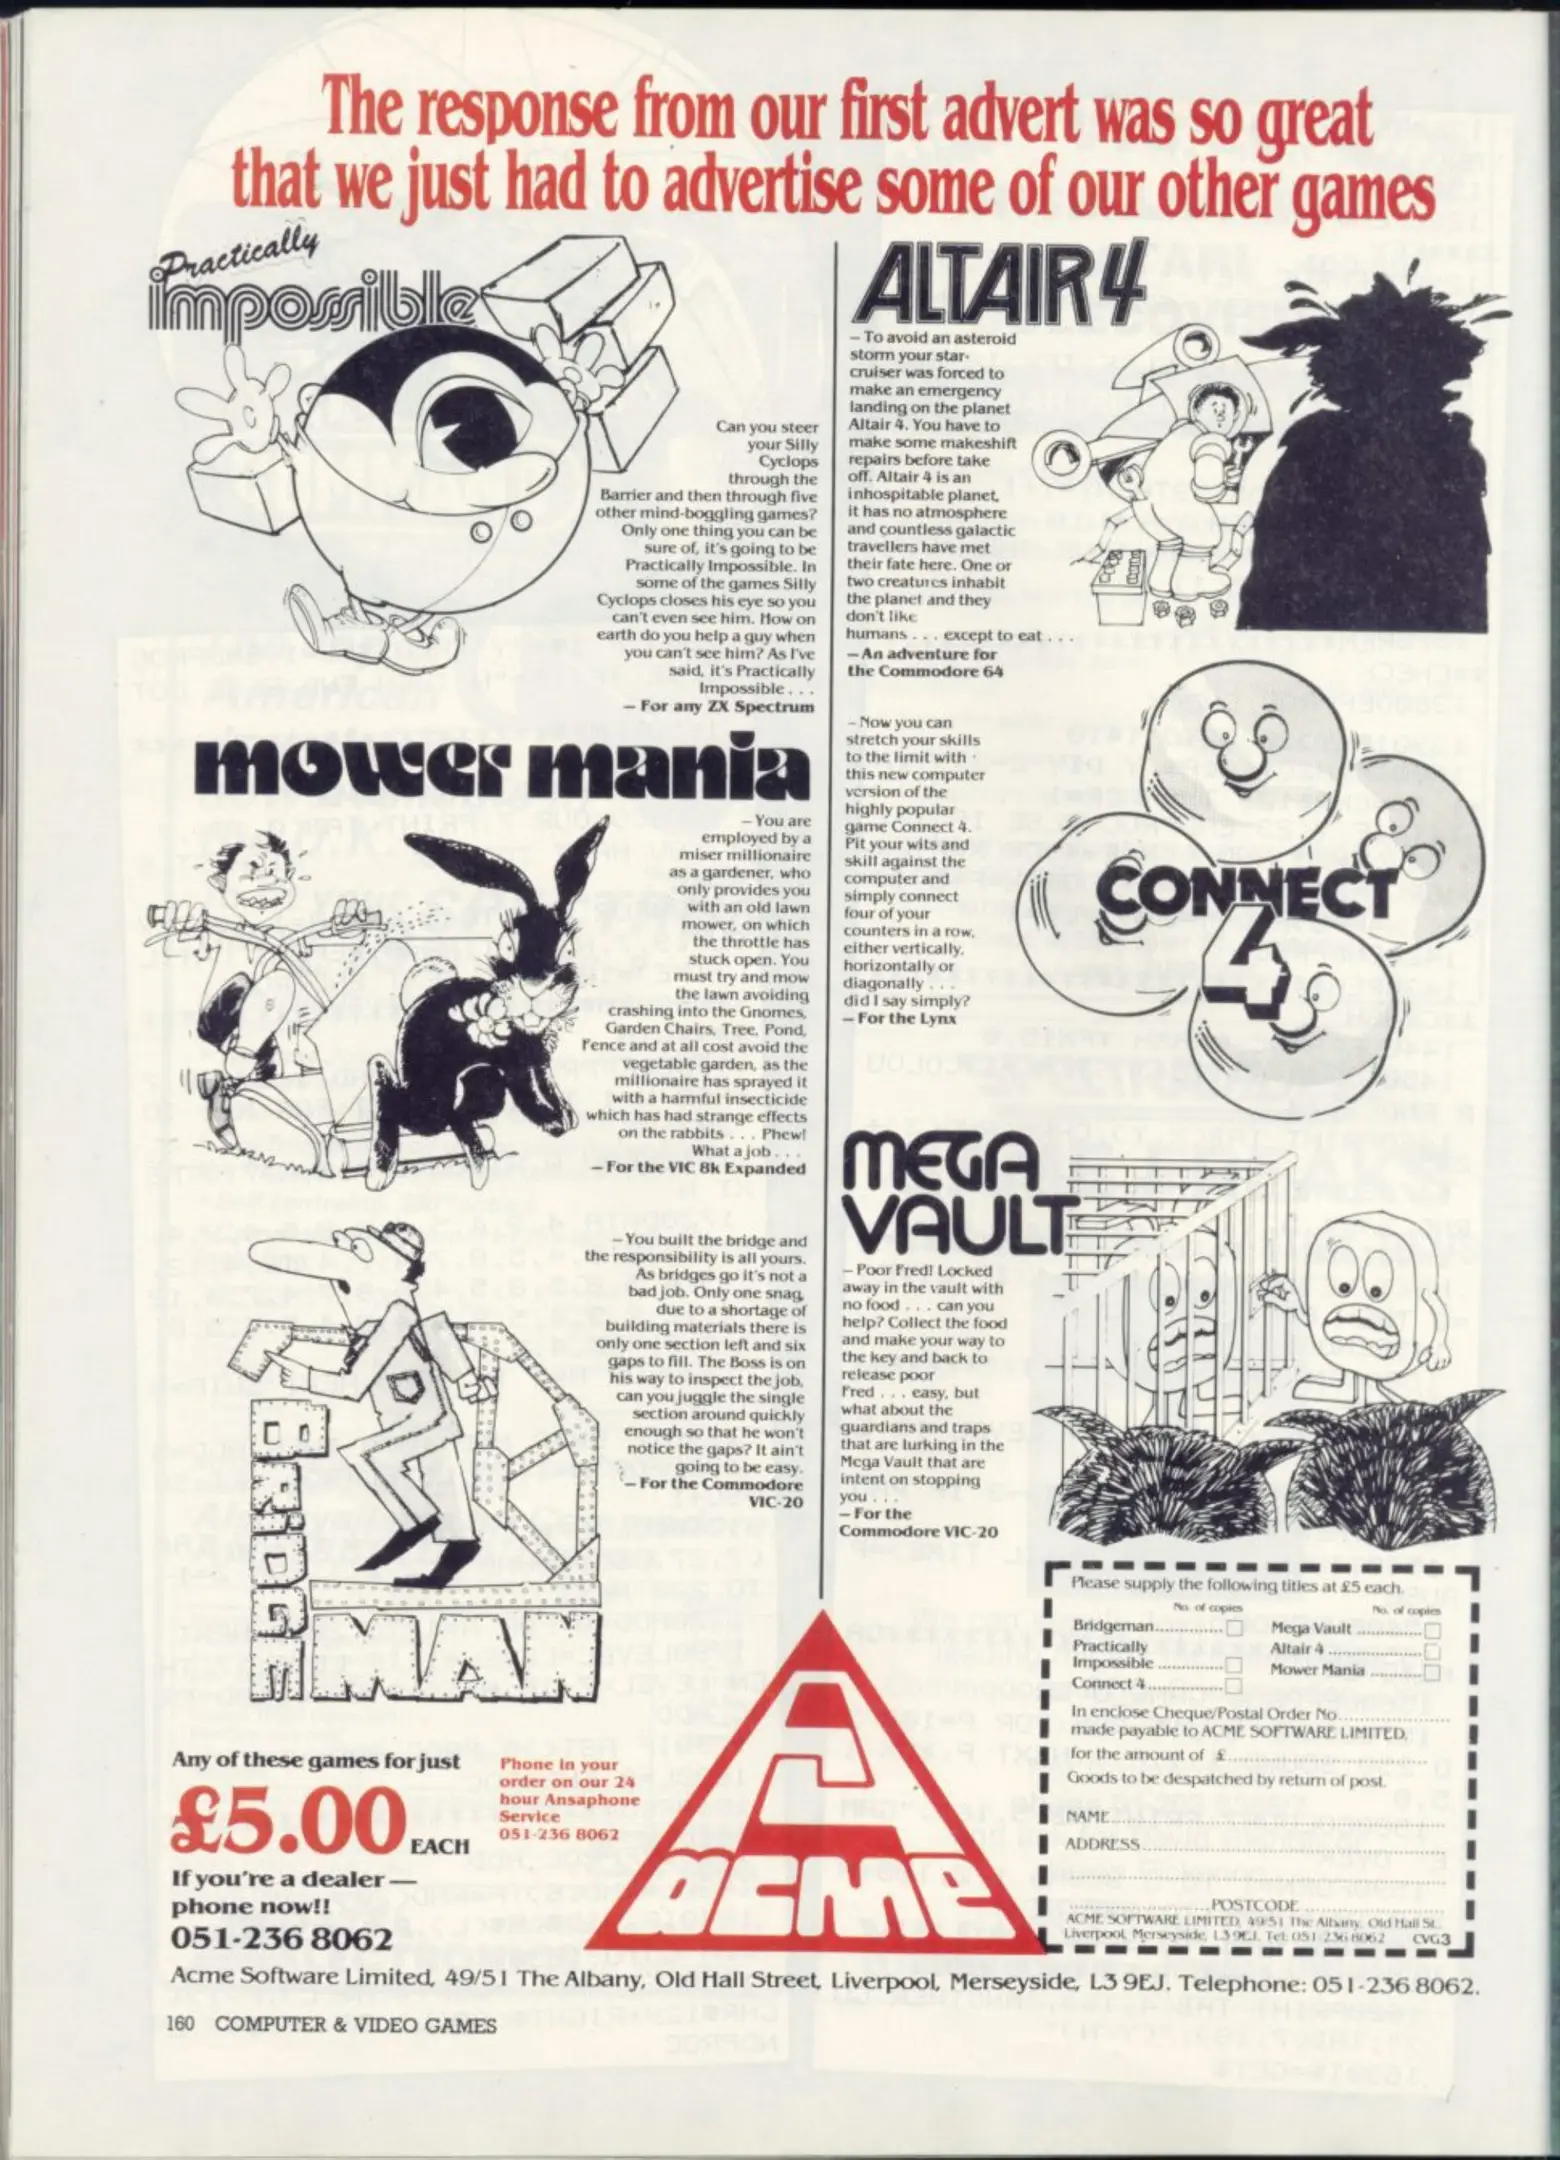 The response from our first advert was so great
that we just had to advertise some of our other games
Practically
impossible
Can you steer
your Silly
Cyclops
through the
Barrier and then through five
other mind-boggling games?
Only one thing you can be
sure of, it's going to be
Practically Impossible. In
some of the games Silly
Cyclops closes his eye so you
can't even see him. How on
earth do you help a guy when
you can't see him? As I've
said, it's Practically
Impossible . . .
– For any ZX Spectrum
mower mania
– You are
employed by a
miser millionaire
as a gardener, who
only provides you
with an old lawn
mower, on which
the throttle has
stuck open. You
must try and mow
the lawn avoiding
crashing into the Gnomes,
Garden Chairs, Tree, Pond,
Fence and at all cost avoid the
vegetable garden, as the
millionaire has sprayed it
with a harmful insecticide
which has had strange effects
on the rabbits . . . Phew!
What a job . . .
– For the VIC 8k Expanded
BRIDGE
MAN
– You built the bridge and
the responsibility is all yours.
As bridges go it's not a
bad job. Only one snag,
due to a shortage of
building materials there is
only one section left and six
gaps to fill. The Boss is on
his way to inspect the job,
can you juggle the single
section around quickly
enough so that he won't
notice the gaps? It ain't
going to be easy.
– For the Commodore
VIC-20
ALTAIR 4
– To avoid an asteroid
storm your star-
cruiser was forced to
make an emergency
landing on the planet
Altair 4. You have to
make some makeshift
repairs before take
off. Altair 4 is an
inhospitable planet,
it has no atmosphere
and countless galactic
travellers have met
their fate here. One or
two creatures inhabit
the planet and they
don't like
humans . . . except to eat . . .
– An adventure for
the Commodore 64
– Now you can
stretch your skills
to the limit with
this new computer
version of the
highly popular
game Connect 4.
Pit your wits and
skill against the
computer and
simply connect
four of your
counters in a row,
either vertically,
horizontally or
diagonally . . .
did I say simply?
– For the Lynx
CONNECT
4
MEGA
VAULT
– Poor Fred! Locked
away in the vault with
no food . . . can you
help? Collect the food
and make your way to
the key and back to
release poor
Fred . . . easy, but
what about the
guardians and traps
that are lurking in the
Mega Vault that are
intent on stopping
you . . .
– For the
Commodore VIC-20
Any of these games for just
£5.00 EACH
If you're a dealer —
phone now!!
051-236 8062
Phone in your
order on our 24
hour Ansaphone
Service
051-236 8062
A
acme
Please supply the following titles at £5 each.
No. of copies No. of copies
Bridgeman............. Mega Vault .............
Practically Altair 4 .....................
Impossible ............. Mower Mania ..........
Connect 4..............
In enclose Cheque/Postal Order No......................
made payable to ACME SOFTWARE LIMITED,
for the amount of £........................................
Goods to be despatched by return of post.
NAME...................................................
ADDRESS..............................................
...........................................................
..........................POSTCODE ..........................
ACME SOFTWARE LIMITED, 49/51 The Albany, Old Hall St.,
Liverpool, Merseyside, L3 9EJ. Tel: 051-236 8062 CVG3
Acme Software Limited, 49/51 The Albany, Old Hall Street, Liverpool, Merseyside, L3 9EJ. Telephone: 051-236 8062.
160 COMPUTER & VIDEO GAMES